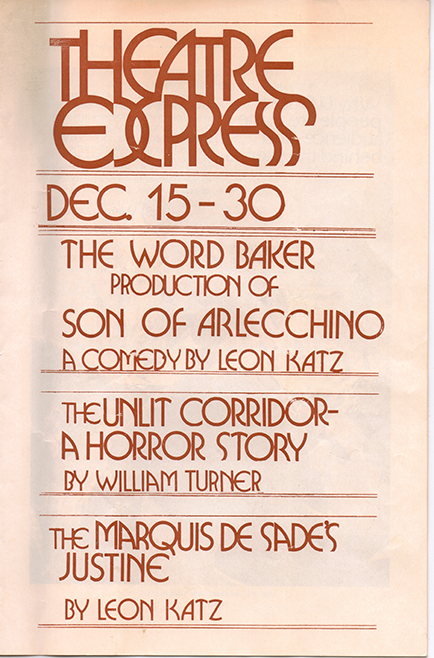 THEATRE
EXPRESS
DEC. 15-30
THE WORD BAKER
PRODUCTION OF
SON OF ARLECCHINO
A COMEDY BY LEON KATZ
THE UNLIT CORRIDOR-
A HORROR STORY
BY WILLIAM TURNER
THE MARQUIS DE SADE'S
JUSTINE
BY LEON KATZ